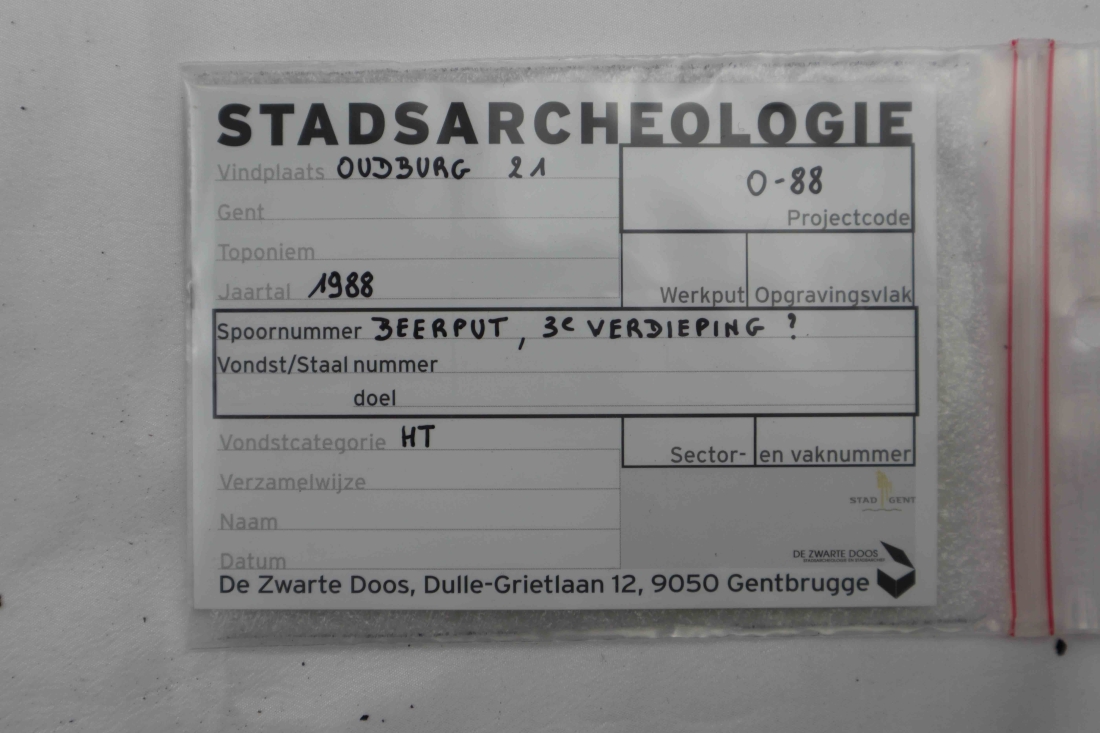 STADSARCHEOLOGIE
Vindplaats OUDBURG 21
O-88
Projectcode
Gent
Toponiem
Jaartal 1988
Werkput Opgravingsvlak
Spoornummer BEERPUT, 3e VERDIEPING ?
Vondst/Staal nummer
doel
Vondstcategorie HT
Sector- en vaknummer
Verzamelwijze
STAD GENT
Naam
Datum
DE ZWARTE DOOS
De Zwarte Doos, Dulle-Grietlaan 12, 9050 Gentbrugge